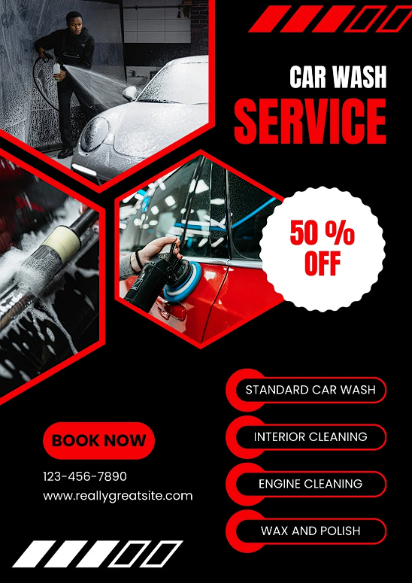 CAR WASH
SERVICE
50 %
OFF
STANDARD CAR WASH
INTERIOR CLEANING
ENGINE CLEANING
WAX AND POLISH
BOOK NOW
123-456-7890
www.reallygreatsite.com